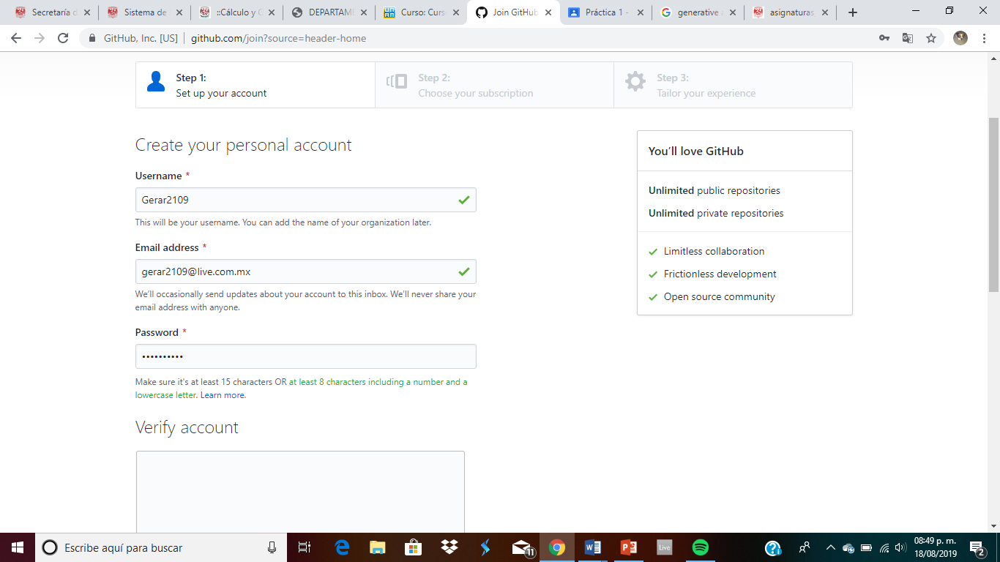 Secretaría d
Sistema de
::Cálculo y G
DEPARTAME
Curso: Curs
Join GitHub
Práctica 1 -
generative a
asignaturas
GitHub, Inc. [US] | github.com/join?source=header-home
Step 1:
Set up your account
Step 2:
Choose your subscription
Step 3:
Tailor your experience
Create your personal account
Username *
Gerar2109
This will be your username. You can add the name of your organization later.
Email address *
gerar2109@live.com.mx
We'll occasionally send updates about your account to this inbox. We'll never share your
email address with anyone.
Password *
••••••••••
Make sure it's at least 15 characters OR at least 8 characters including a number and a
lowercase letter. Learn more.
Verify account
You'll love GitHub
Unlimited public repositories
Unlimited private repositories
Limitless collaboration
Frictionless development
Open source community
Escribe aquí para buscar
11
Live
08:49 p. m.
18/08/2019
2